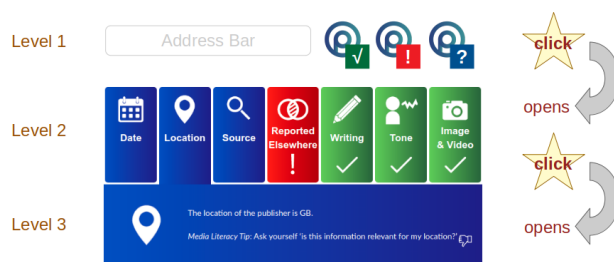 Level 1
Address Bar
√ ! ?
click
opens
Level 2
Date
Location
Source
Reported
Elsewhere
!
Writing
Tone
Image
& Video
click
opens
Level 3
The location of the publisher is GB.
Media Literacy Tip: Ask yourself 'is this information relevant for my location?'